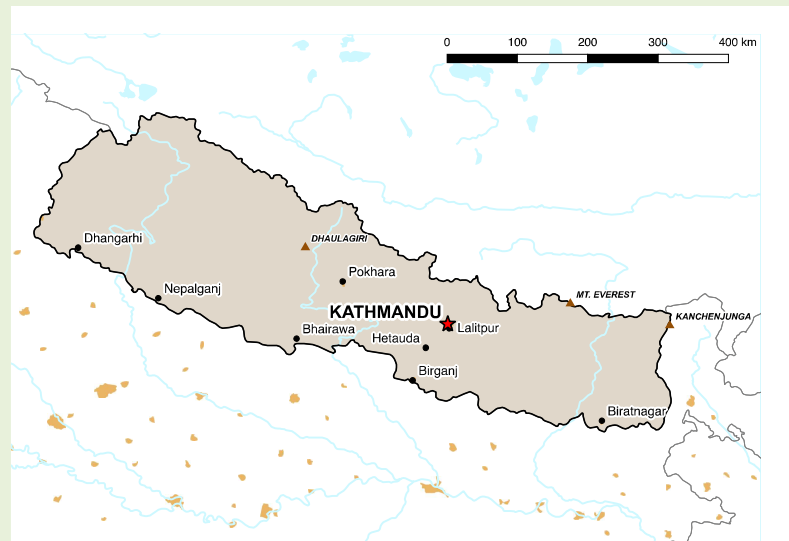 0 100 200 300 400 km
Dhangarhi
DHAULAGIRI
Pokhara
Nepalganj
MT. EVEREST
KATHMANDU
KANCHENJUNGA
Bhairawa
Lalitpur
Hetauda
Birganj
Biratnagar